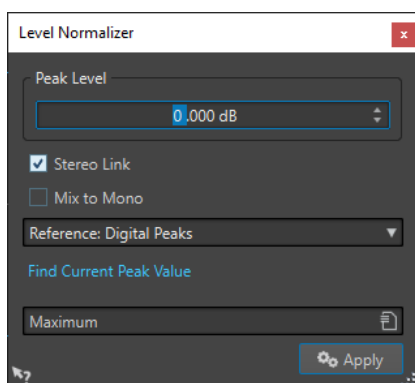 Level Normalizer
x
Peak Level
0.000 dB
Stereo Link
Mix to Mono
Reference: Digital Peaks
Find Current Peak Value
Maximum
Apply
?